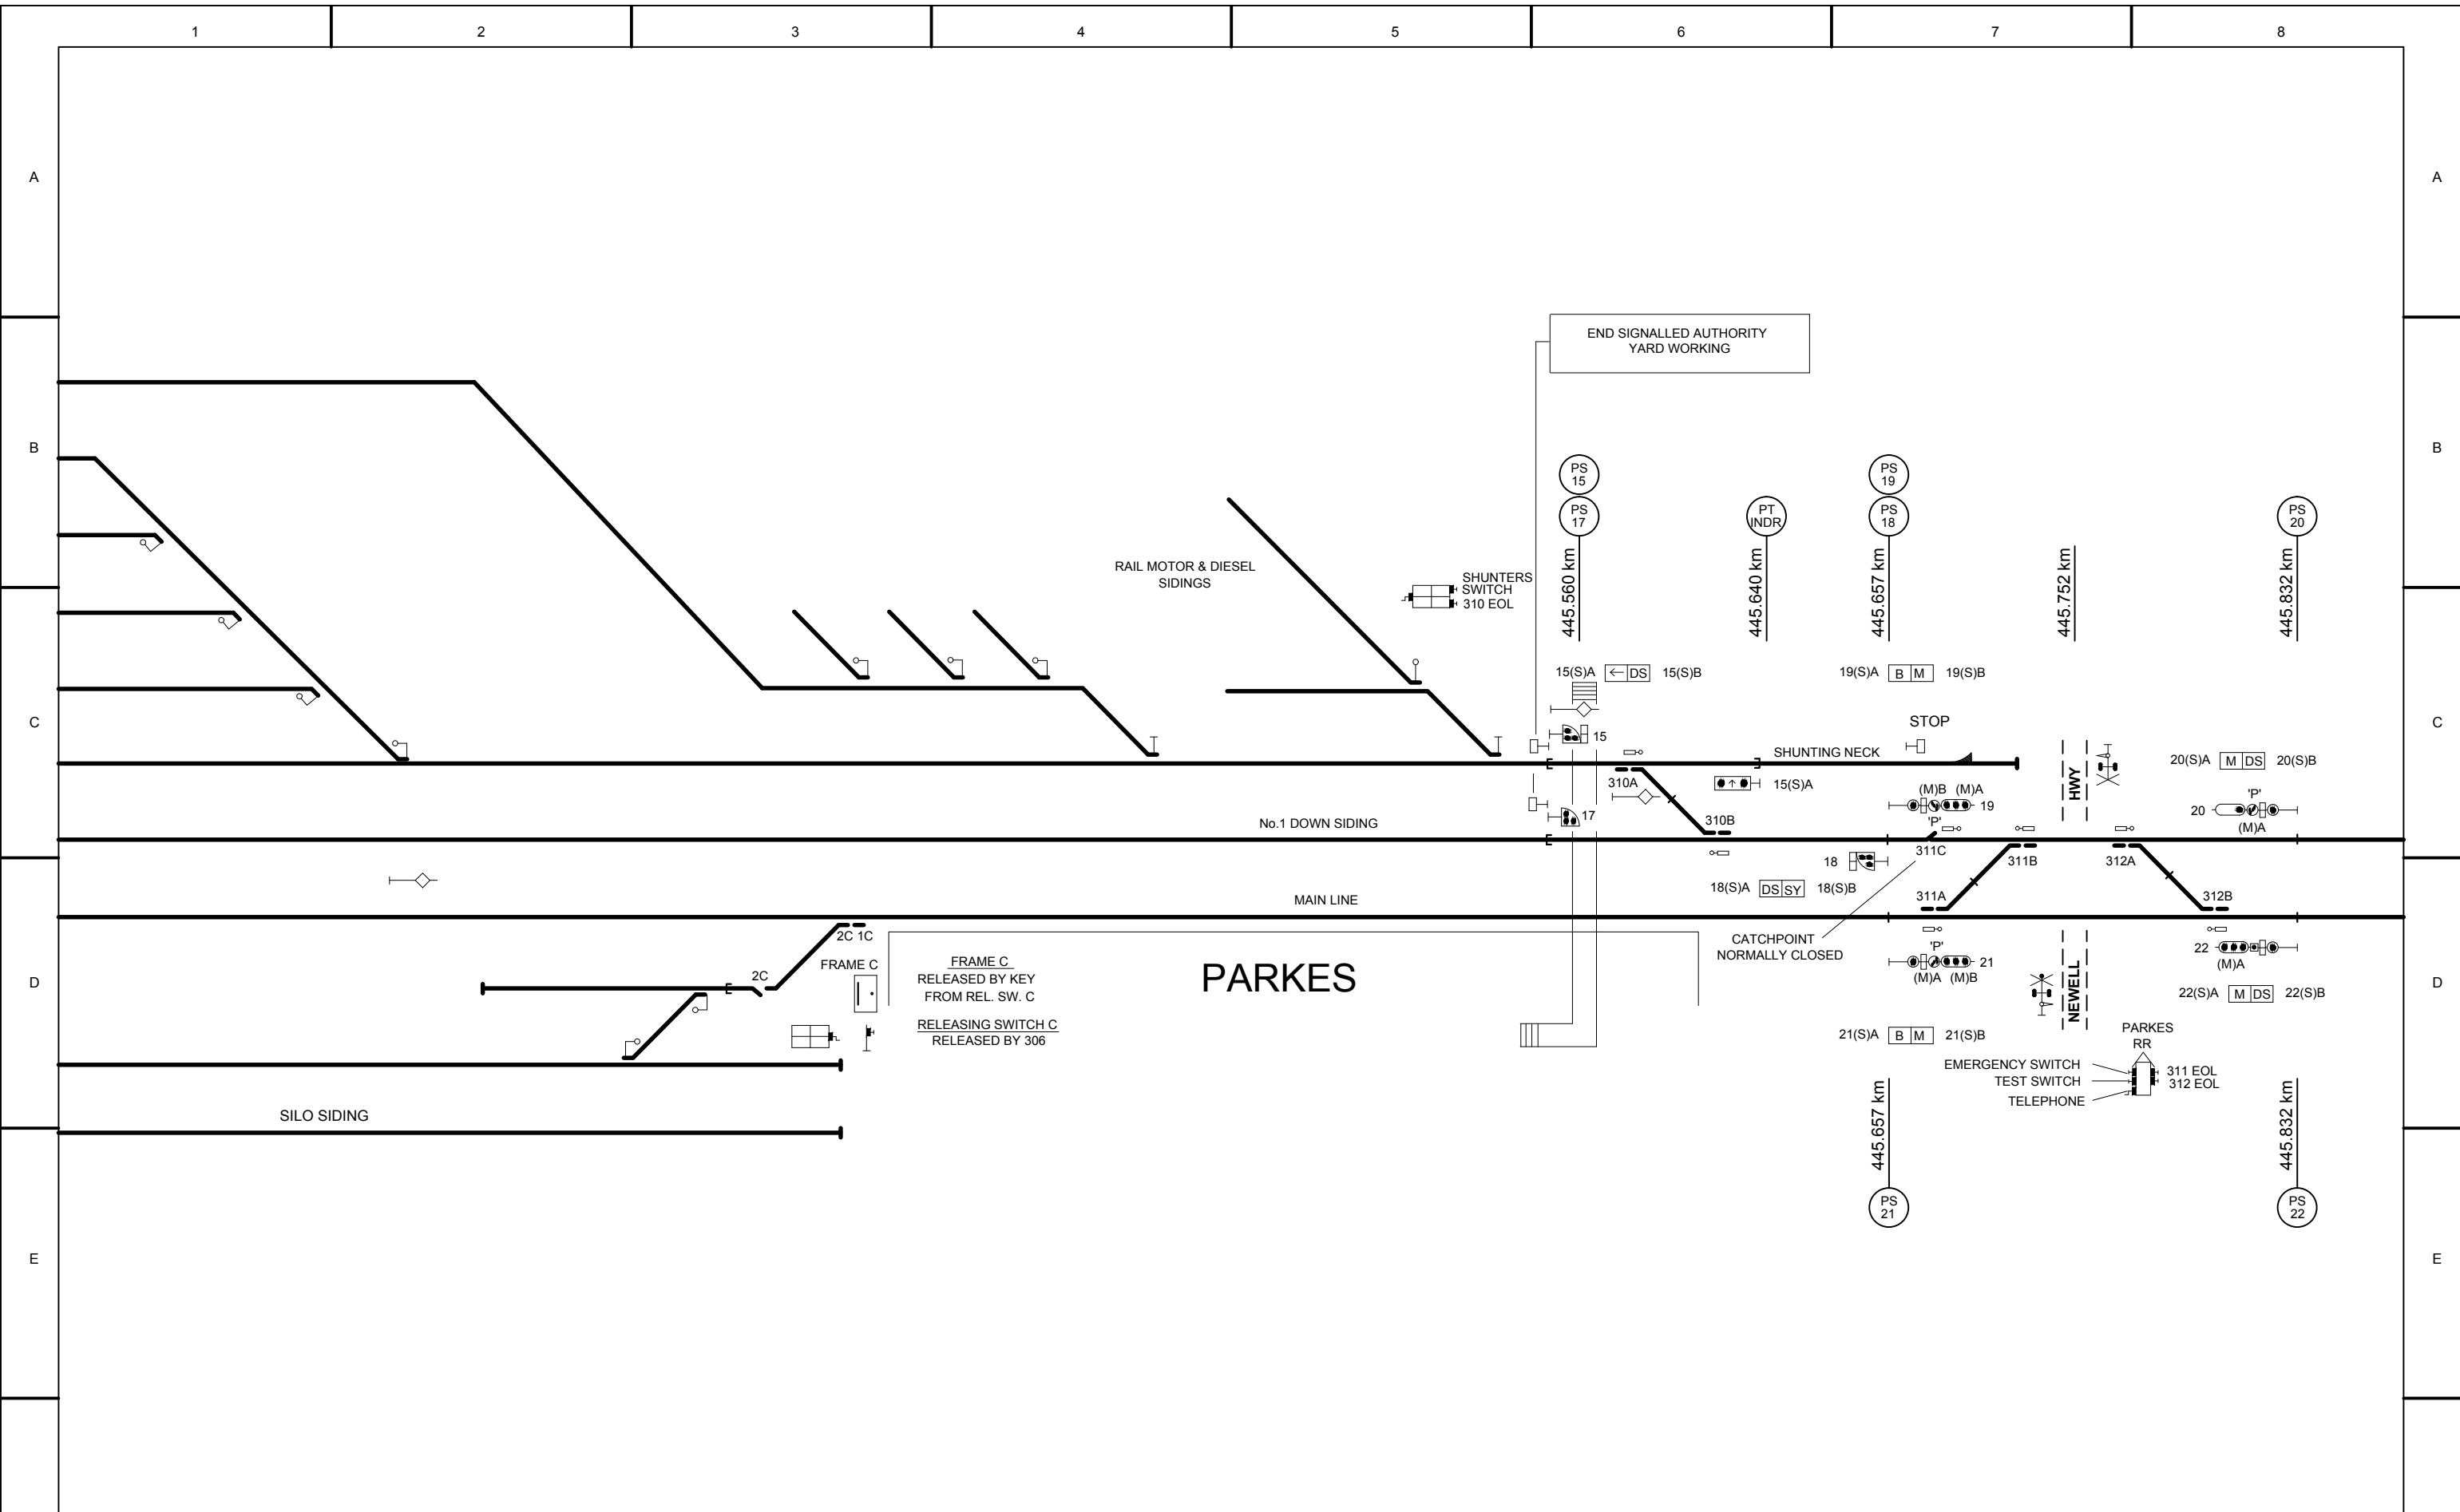 1
2
3
4
5
6
7
8
A
A
END SIGNALLED AUTHORITY
YARD WORKING
B
B
PS
15
PS
17
PT
INDR
PS
19
PS
18
PS
20
445.560 km
445.640 km
445.657 km
445.752 km
445.832 km
RAIL MOTOR & DIESEL
SIDINGS
SHUNTERS
SWITCH
310 EOL
15(S)A ← DS 15(S)B
19(S)A B M 19(S)B
C
C
STOP
15
SHUNTING NECK
20(S)A M DS 20(S)B
310A
↑ 15(S)A
HWY
(M)B (M)A
19
'P'
20
'P'
(M)A
17
No.1 DOWN SIDING
310B
311C
311B
312A
18
18(S)A DS SY 18(S)B
MAIN LINE
311A
312B
2C 1C
CATCHPOINT
NORMALLY CLOSED
'P'
21
(M)A (M)B
22
(M)A
FRAME C
FRAME C
RELEASED BY KEY
FROM REL. SW. C
RELEASING SWITCH C
RELEASED BY 306
2C
D
D
PARKES
NEWELL
22(S)A M DS 22(S)B
21(S)A B M 21(S)B
PARKES
RR
EMERGENCY SWITCH
TEST SWITCH
TELEPHONE
311 EOL
312 EOL
SILO SIDING
445.657 km
445.832 km
PS
21
PS
22
E
E